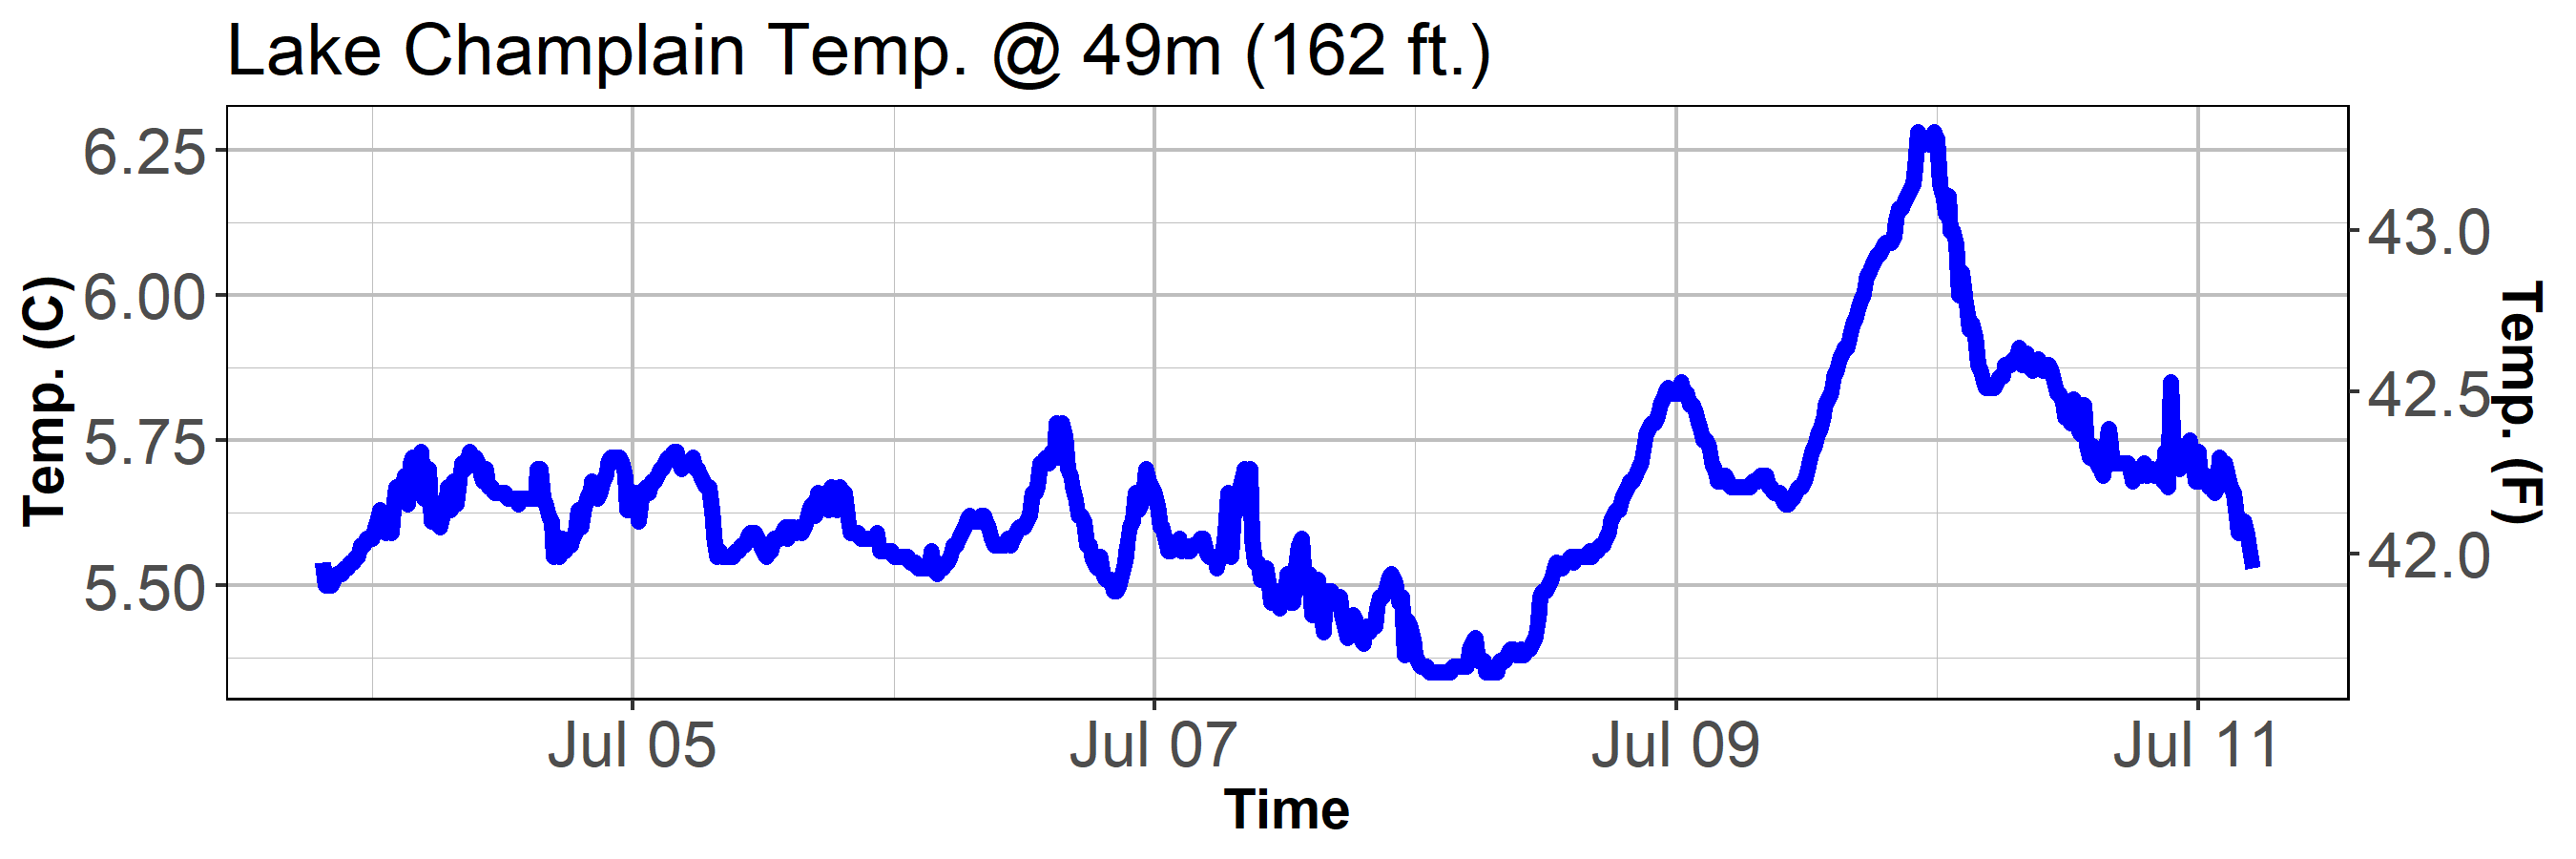 Lake Champlain Temp. @ 49m (162 ft.)
Temp. (C)
6.25
6.00
5.75
5.50
43.0
42.5
42.0
Temp. (F)
Jul 05
Jul 07
Jul 09
Jul 11
Time